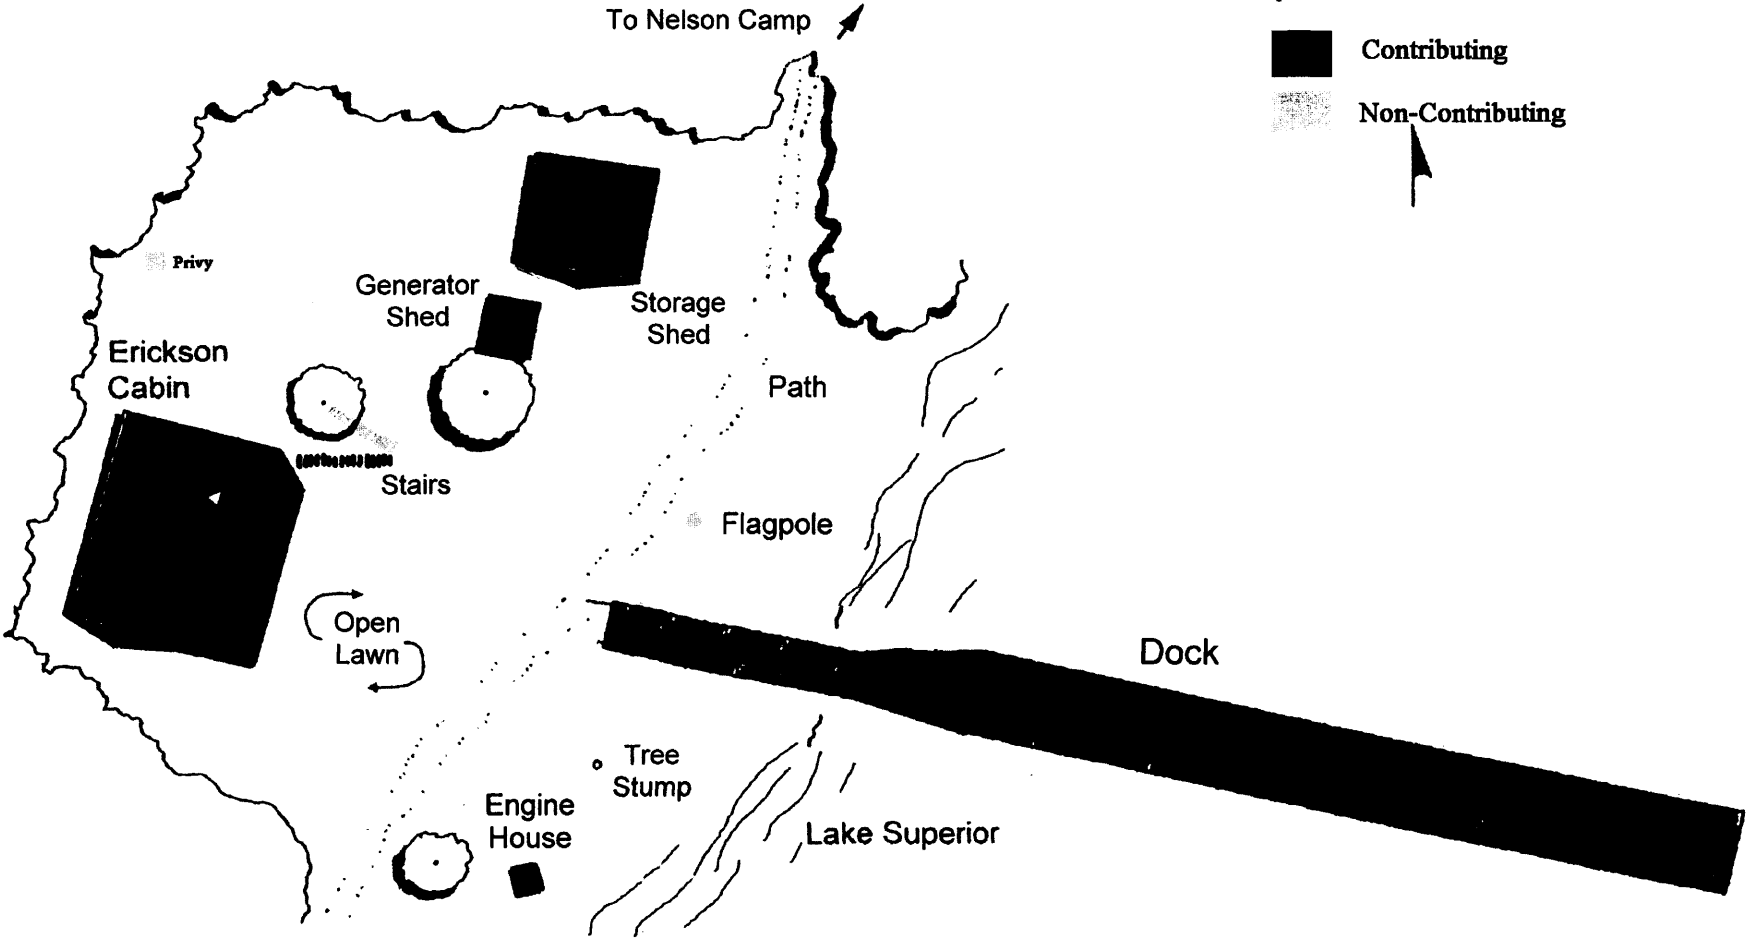 To Nelson Camp
Contributing
Non-Contributing
Privy
Generator
Shed
Storage
Shed
Erickson
Cabin
Path
Stairs
Flagpole
Open
Lawn
Dock
Tree
Stump
Engine
House
Lake Superior